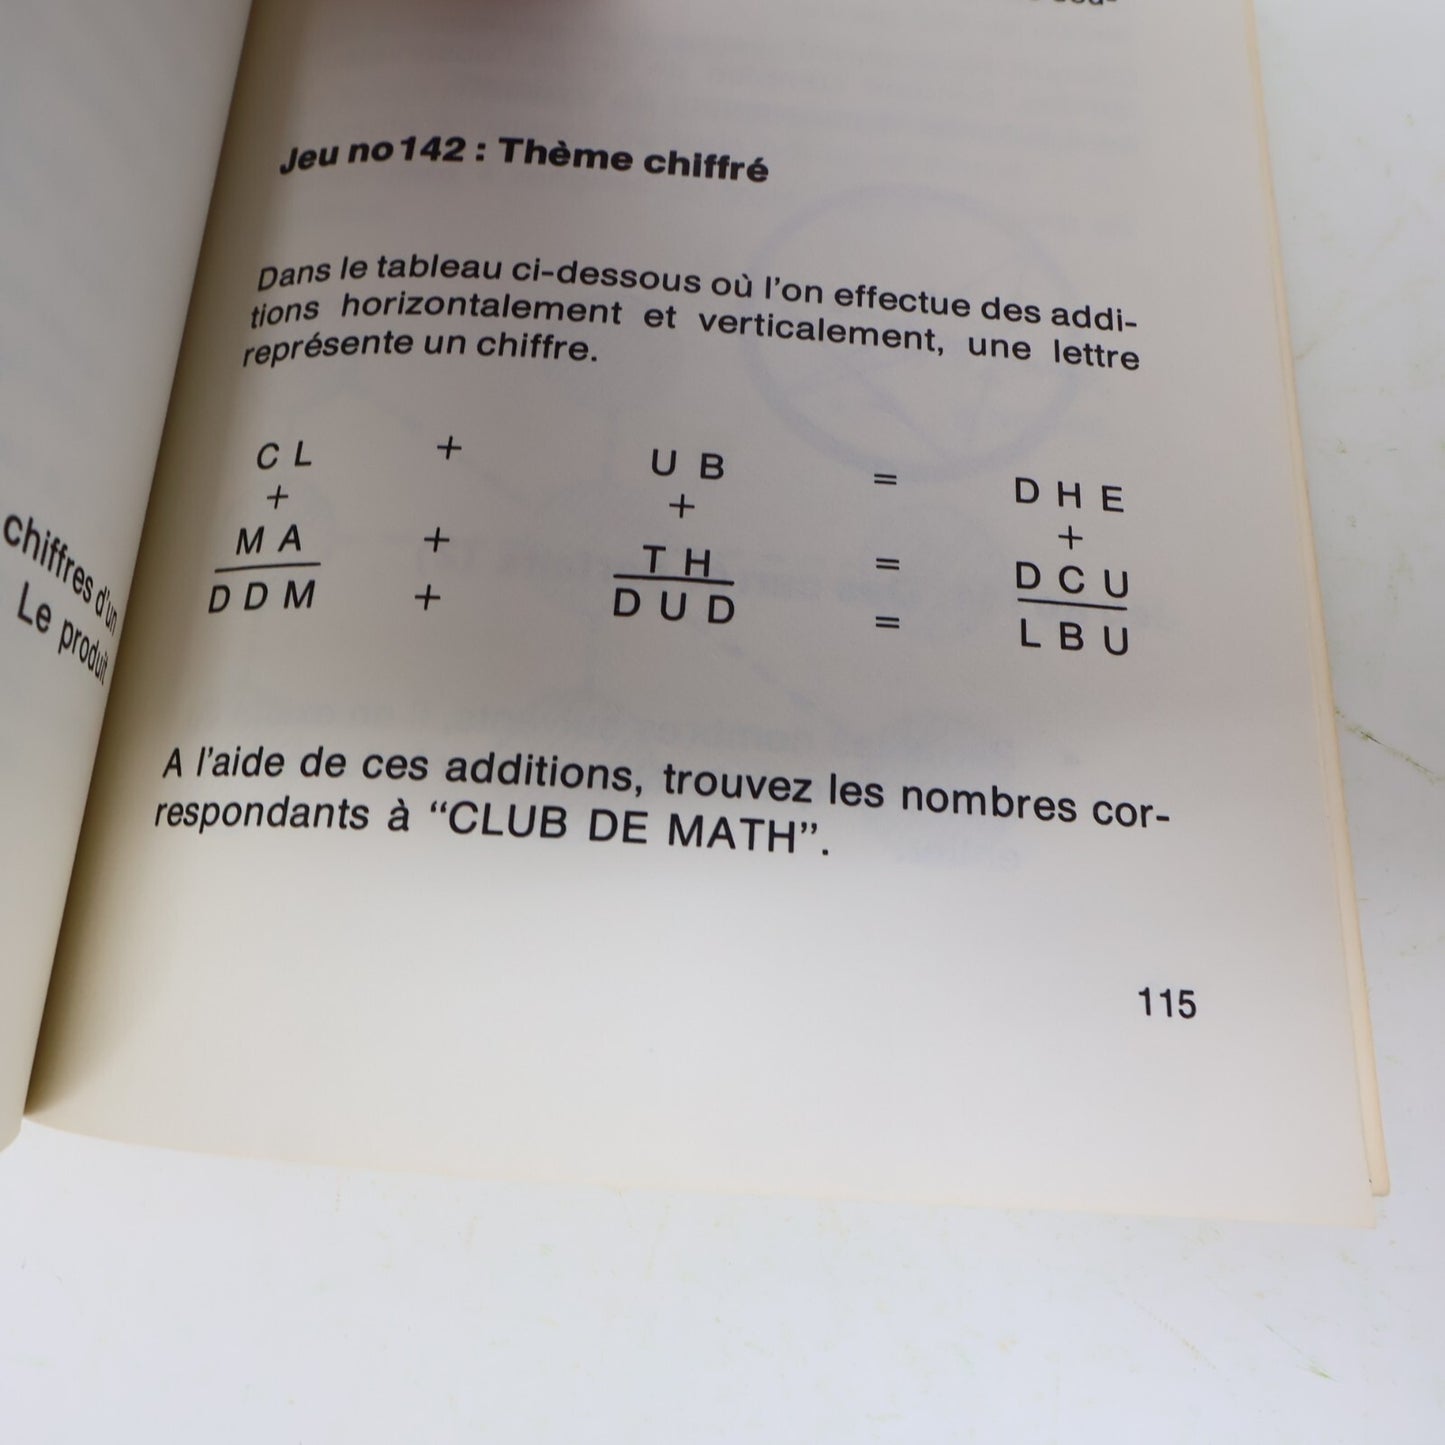 Jeu no 142 : Thème chiffré
Dans le tableau ci-dessous où l'on effectue des addi-
tions horizontalement et verticalement, une lettre
représente un chiffre.
C L + U B = D H E
+ + +
M A + T H = D C U
D D M + D U D = L B U
chiffres d'un
Le produit
A l'aide de ces additions, trouvez les nombres cor-
respondants à "CLUB DE MATH".
115